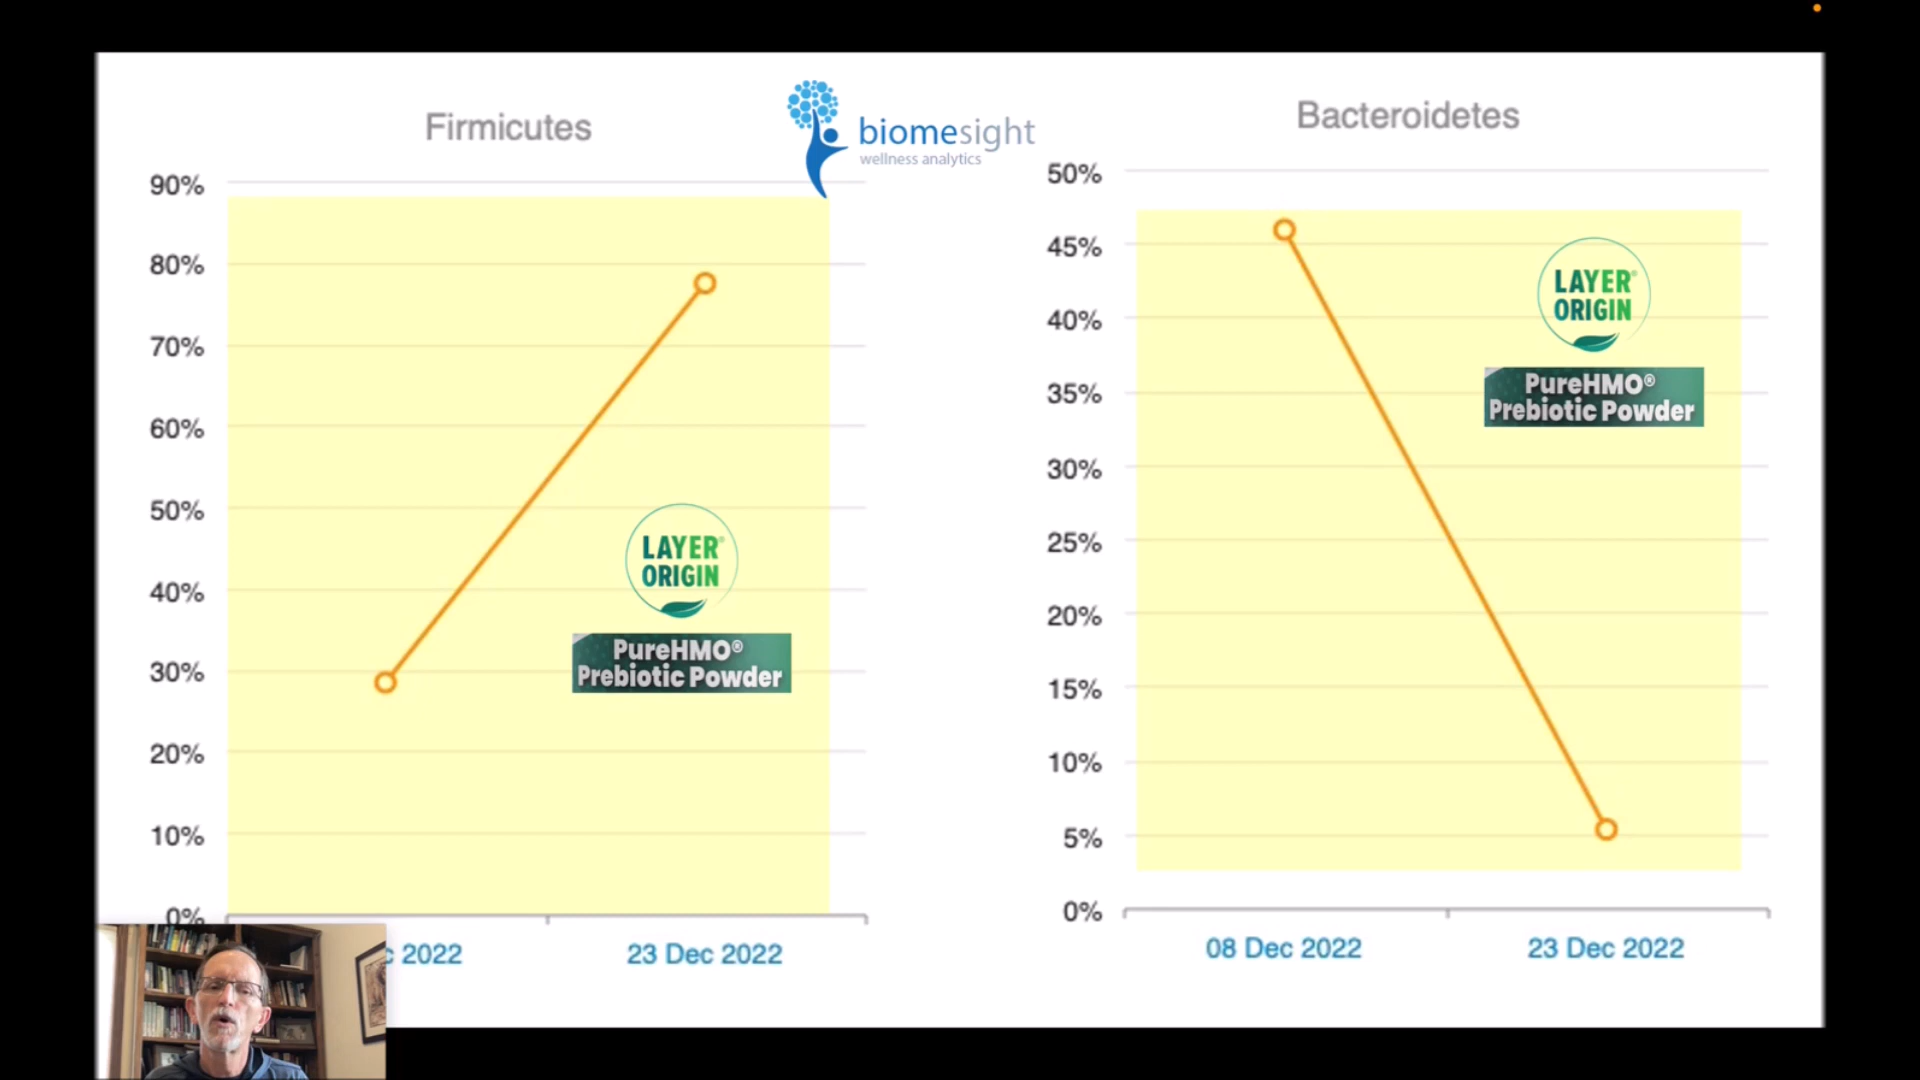 Firmicutes
biomesight
wellness analytics
Bacteroidetes
90%
80%
70%
60%
50%
40%
30%
20%
10%
0%
LAYER®
ORIGIN
PureHMO®
Prebiotic Powder
c 2022
23 Dec 2022
50%
45%
40%
35%
30%
25%
20%
15%
10%
5%
0%
LAYER®
ORIGIN
PureHMO®
Prebiotic Powder
08 Dec 2022
23 Dec 2022